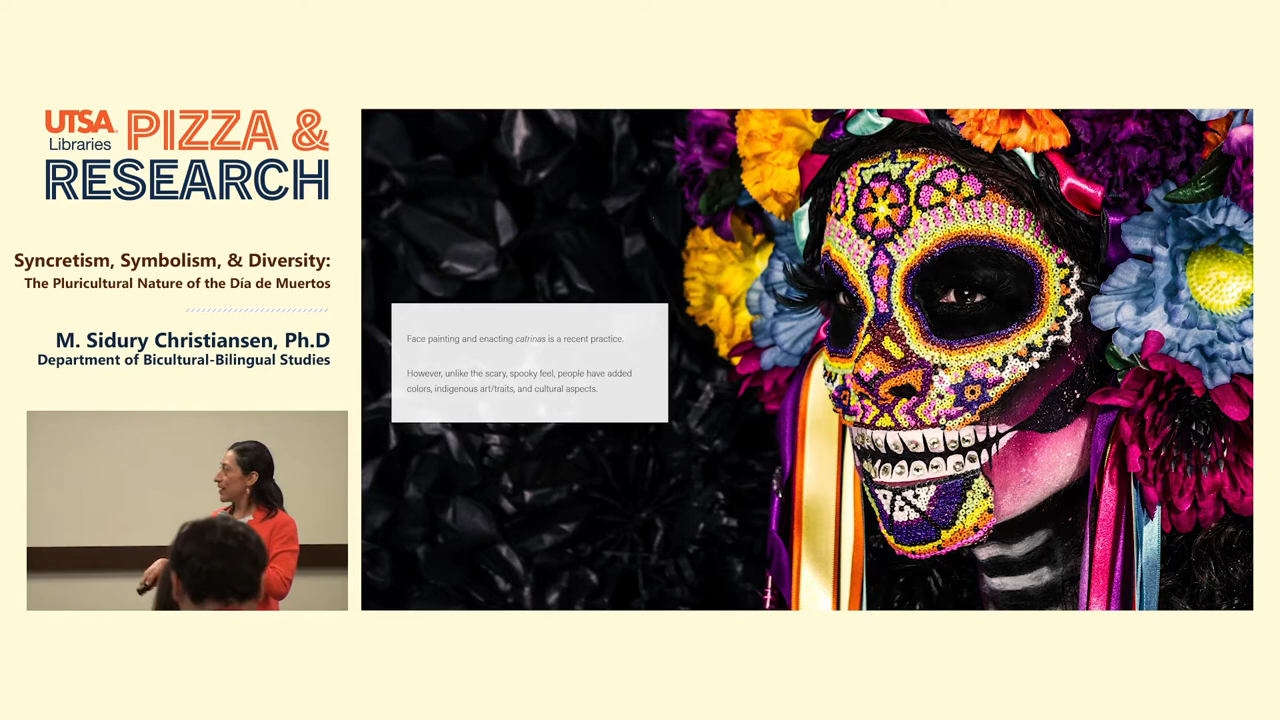 UTSA
Libraries
PIZZA &
RESEARCH
Syncretism, Symbolism, & Diversity:
The Pluricultural Nature of the Día de Muertos
M. Sidury Christiansen, Ph.D
Department of Bicultural-Bilingual Studies
Face painting and enacting catrinas is a recent practice.
However, unlike the scary, spooky feel, people have added
colors, indigenous art/traits, and cultural aspects.